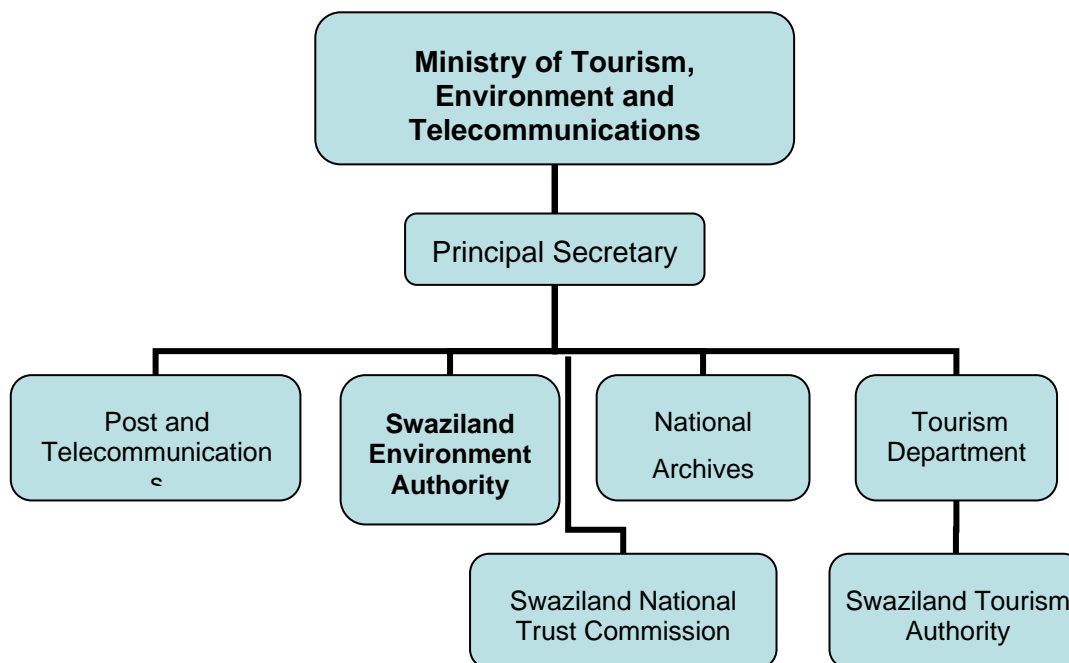 Ministry of Tourism,
Environment and
Telecommunications
Principal Secretary
Post and
Telecommunication
s
Swaziland
Environment
Authority
National
Archives
Tourism
Department
Swaziland National
Trust Commission
Swaziland Tourism
Authority